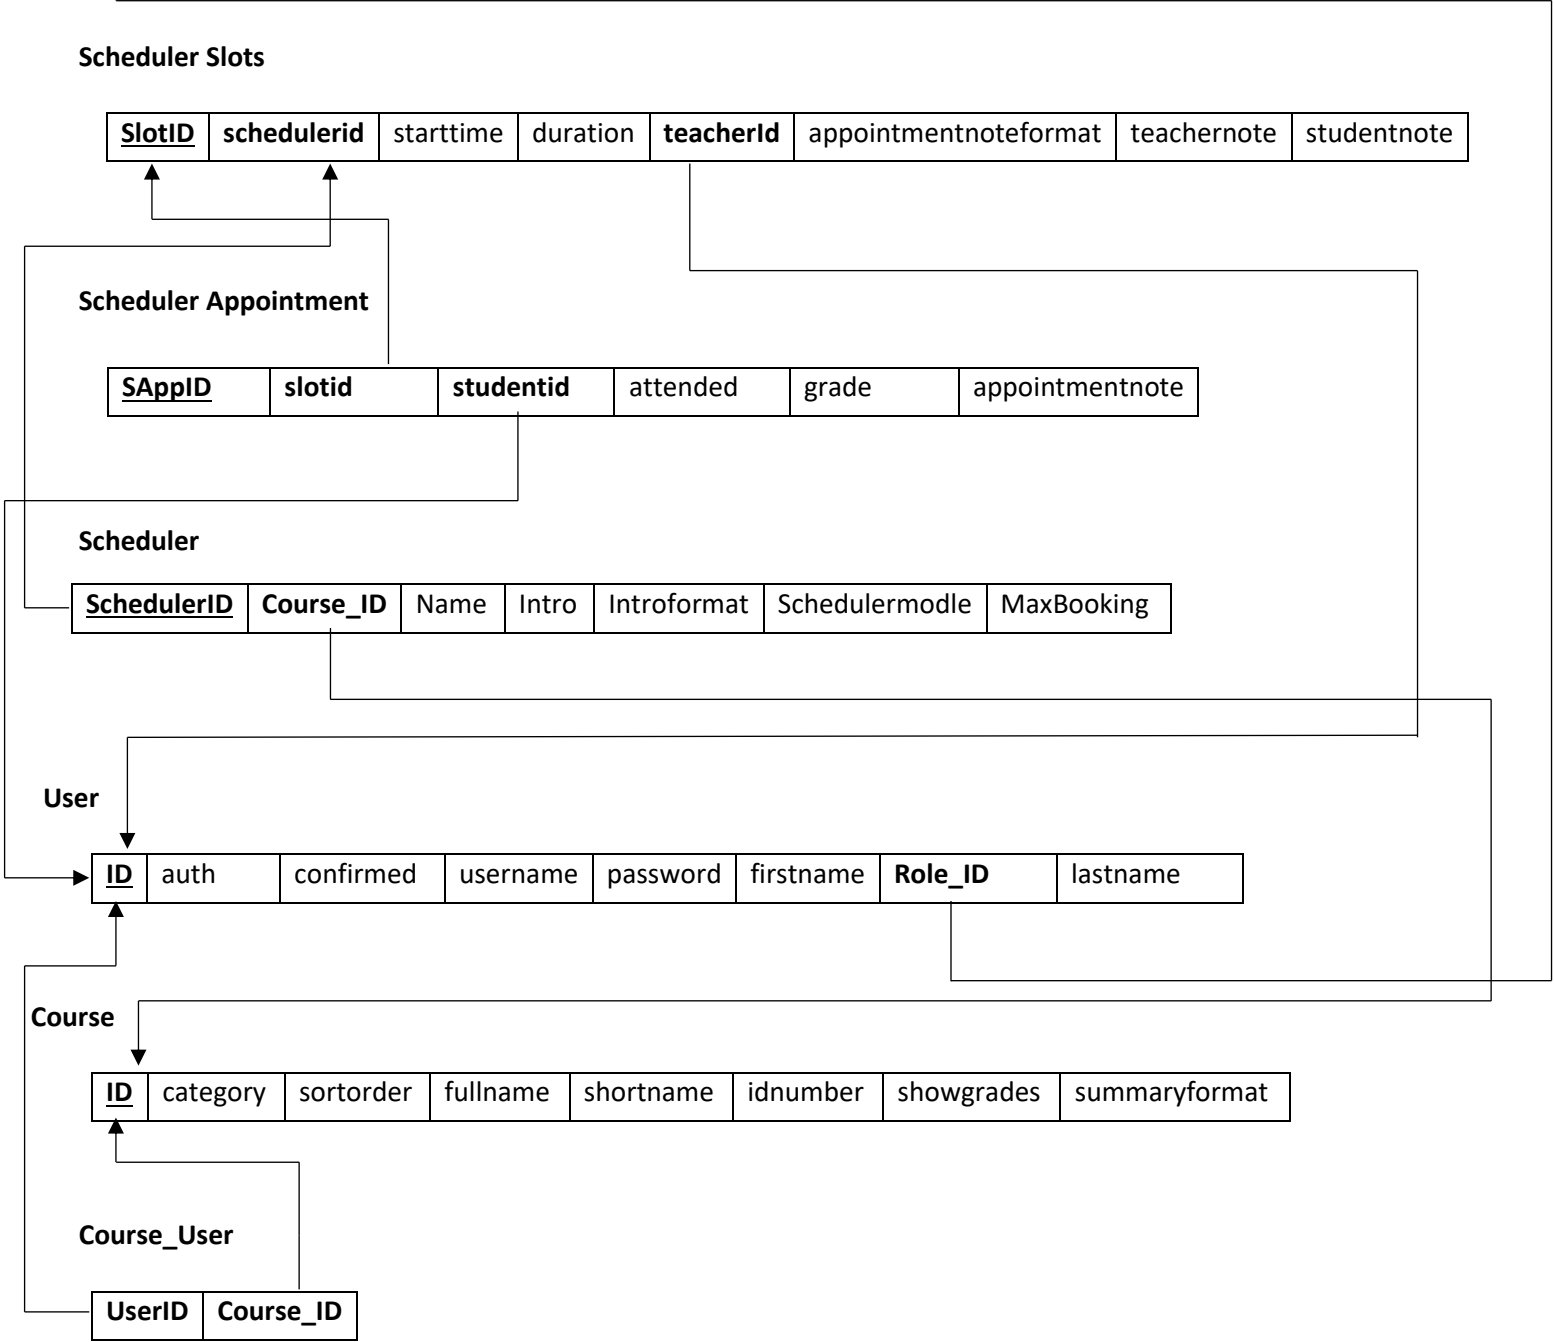 Scheduler Slots
SlotID schedulerid starttime duration teacherId appointmentnoteformat teachernote studentnote
Scheduler Appointment
SAppID slotid studentid attended grade appointmentnote
Scheduler
SchedulerID Course_ID Name Intro Introformat Schedulermodle MaxBooking
User
ID auth confirmed username password firstname Role_ID lastname
Course
ID category sortorder fullname shortname idnumber showgrades summaryformat
Course_User
UserID Course_ID